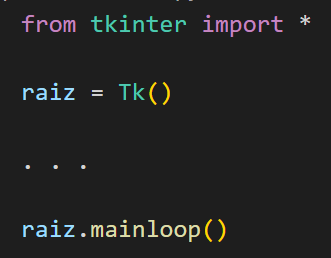 from tkinter import *
raiz = Tk()
. . .
raiz.mainloop()